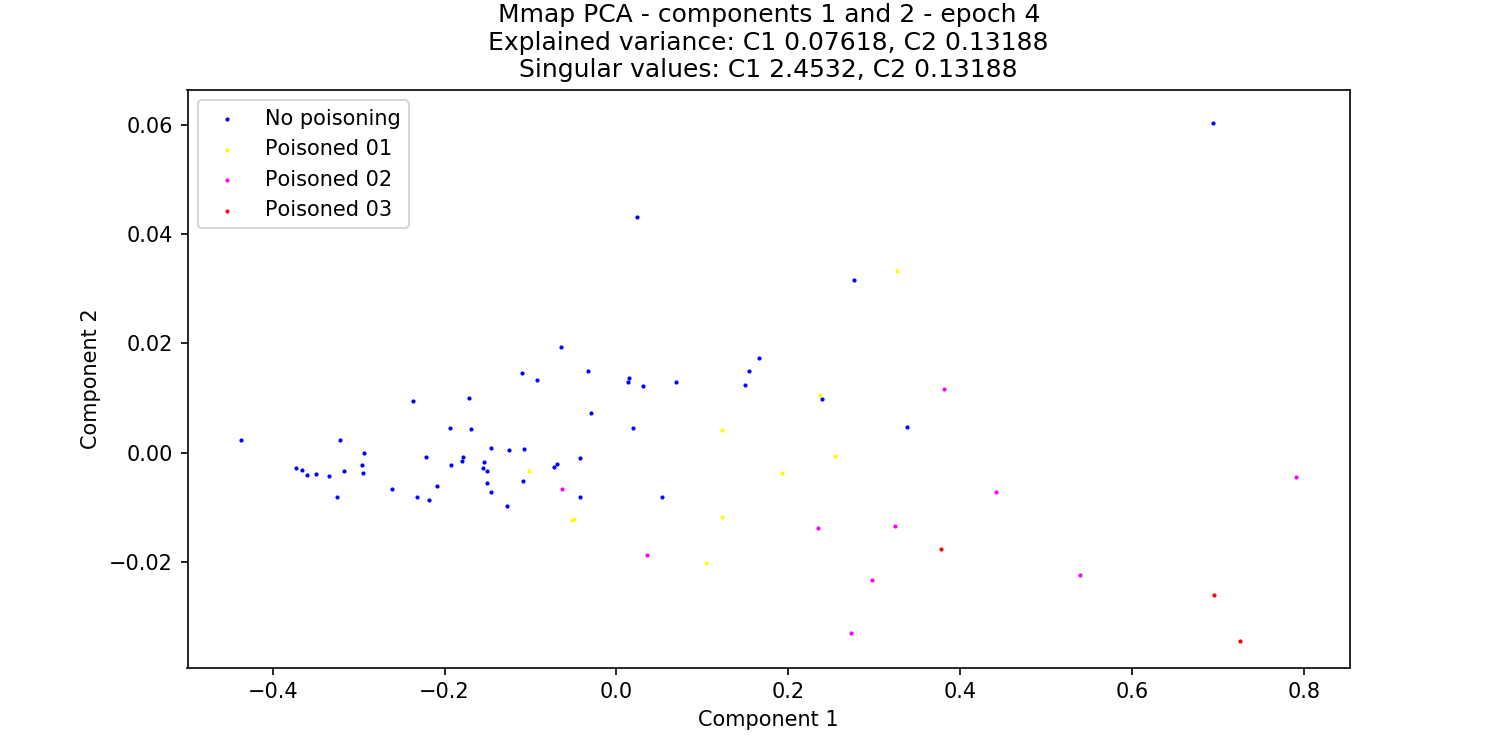 Mmap PCA - components 1 and 2 - epoch 4
Explained variance: C1 0.07618, C2 0.13188
Singular values: C1 2.4532, C2 0.13188
No poisoning
Poisoned 01
Poisoned 02
Poisoned 03
0.06
0.04
0.02
0.00
−0.02
Component 2
−0.4
−0.2
0.0
0.2
0.4
0.6
0.8
Component 1